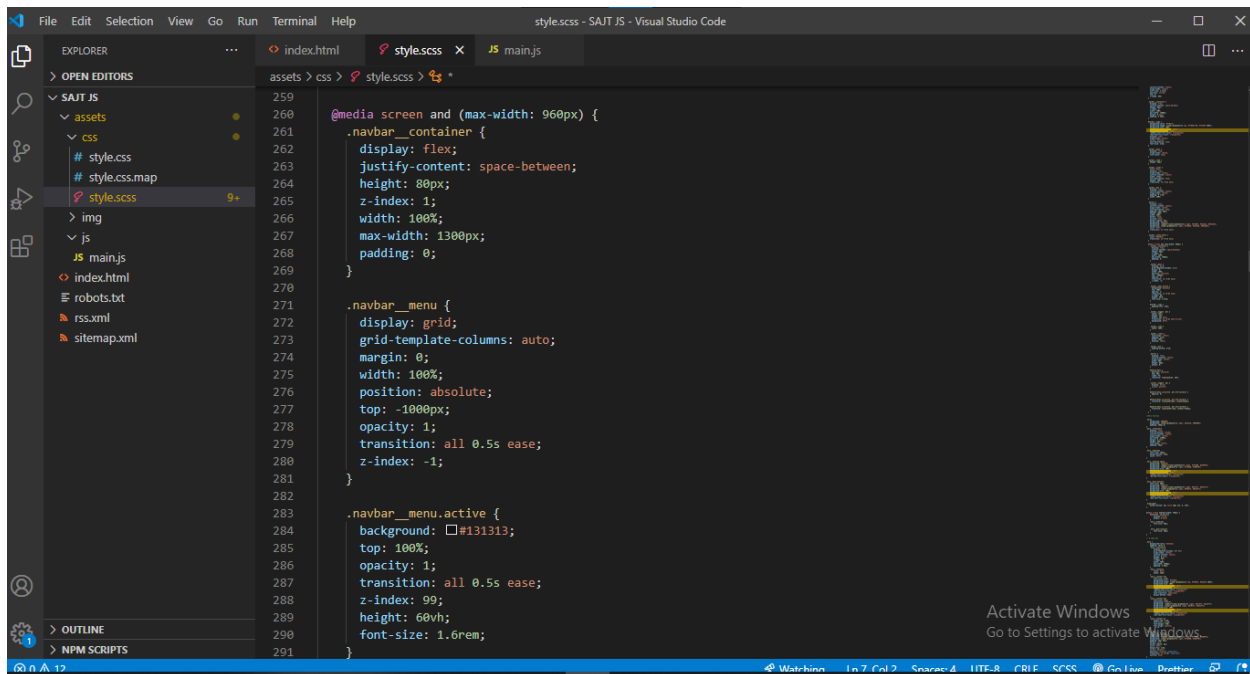 File Edit Selection View Go Run Terminal Help style.scss - SAJT JS - Visual Studio Code
EXPLORER ··· <> index.html style.scss × JS main.js ···
> OPEN EDITORS
assets > css > style.scss > *
SAJT JS
assets
css
# style.css
# style.css.map
style.scss 9+
> img
js
JS main.js
<> index.html
robots.txt
rss.xml
sitemap.xml
> OUTLINE
> NPM SCRIPTS
1
259
260 @media screen and (max-width: 960px) {
261 .navbar__container {
262 display: flex;
263 justify-content: space-between;
264 height: 80px;
265 z-index: 1;
266 width: 100%;
267 max-width: 1300px;
268 padding: 0;
269 }
270
271 .navbar__menu {
272 display: grid;
273 grid-template-columns: auto;
274 margin: 0;
275 width: 100%;
276 position: absolute;
277 top: -1000px;
278 opacity: 1;
279 transition: all 0.5s ease;
280 z-index: -1;
281 }
282
283 .navbar__menu.active {
284 background: #131313;
285 top: 100%;
286 opacity: 1;
287 transition: all 0.5s ease;
288 z-index: 99;
289 height: 60vh;
290 font-size: 1.6rem;
291 }
Activate Windows
Go to Settings to activate Windows.
0 12 Watching Ln 7, Col 2 Spaces: 4 UTF-8 CRLF SCSS Go Live Prettier